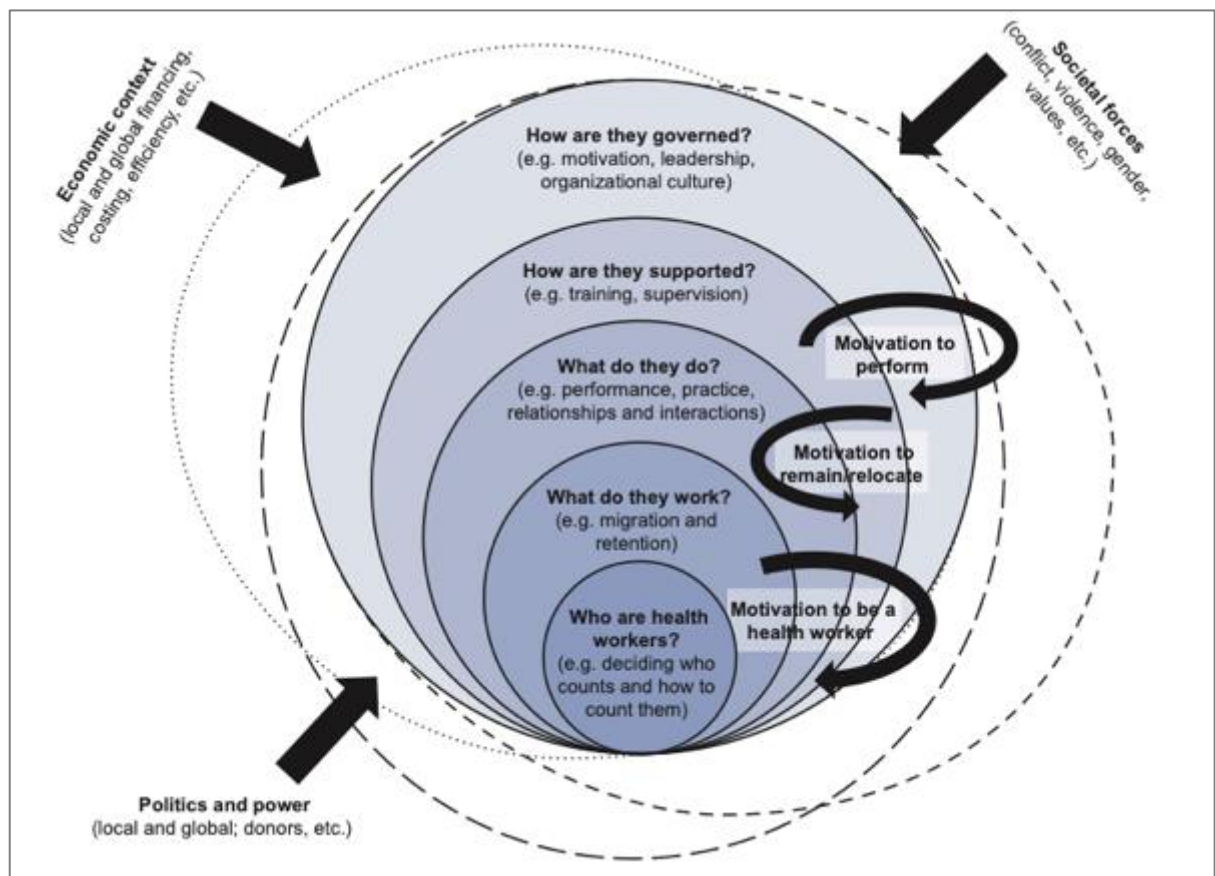 Economic context
(local and global financing,
costing, efficiency, etc.)
Societal forces
(conflict, violence, gender,
values, etc.)
How are they governed?
(e.g. motivation, leadership,
organizational culture)
How are they supported?
(e.g. training, supervision)
What do they do?
(e.g. performance, practice,
relationships and interactions)
What do they work?
(e.g. migration and
retention)
Who are health
workers?
(e.g. deciding who
counts and how to
count them)
Motivation to
perform
Motivation to
remain/relocate
Motivation to be a
health worker
Politics and power
(local and global; donors, etc.)